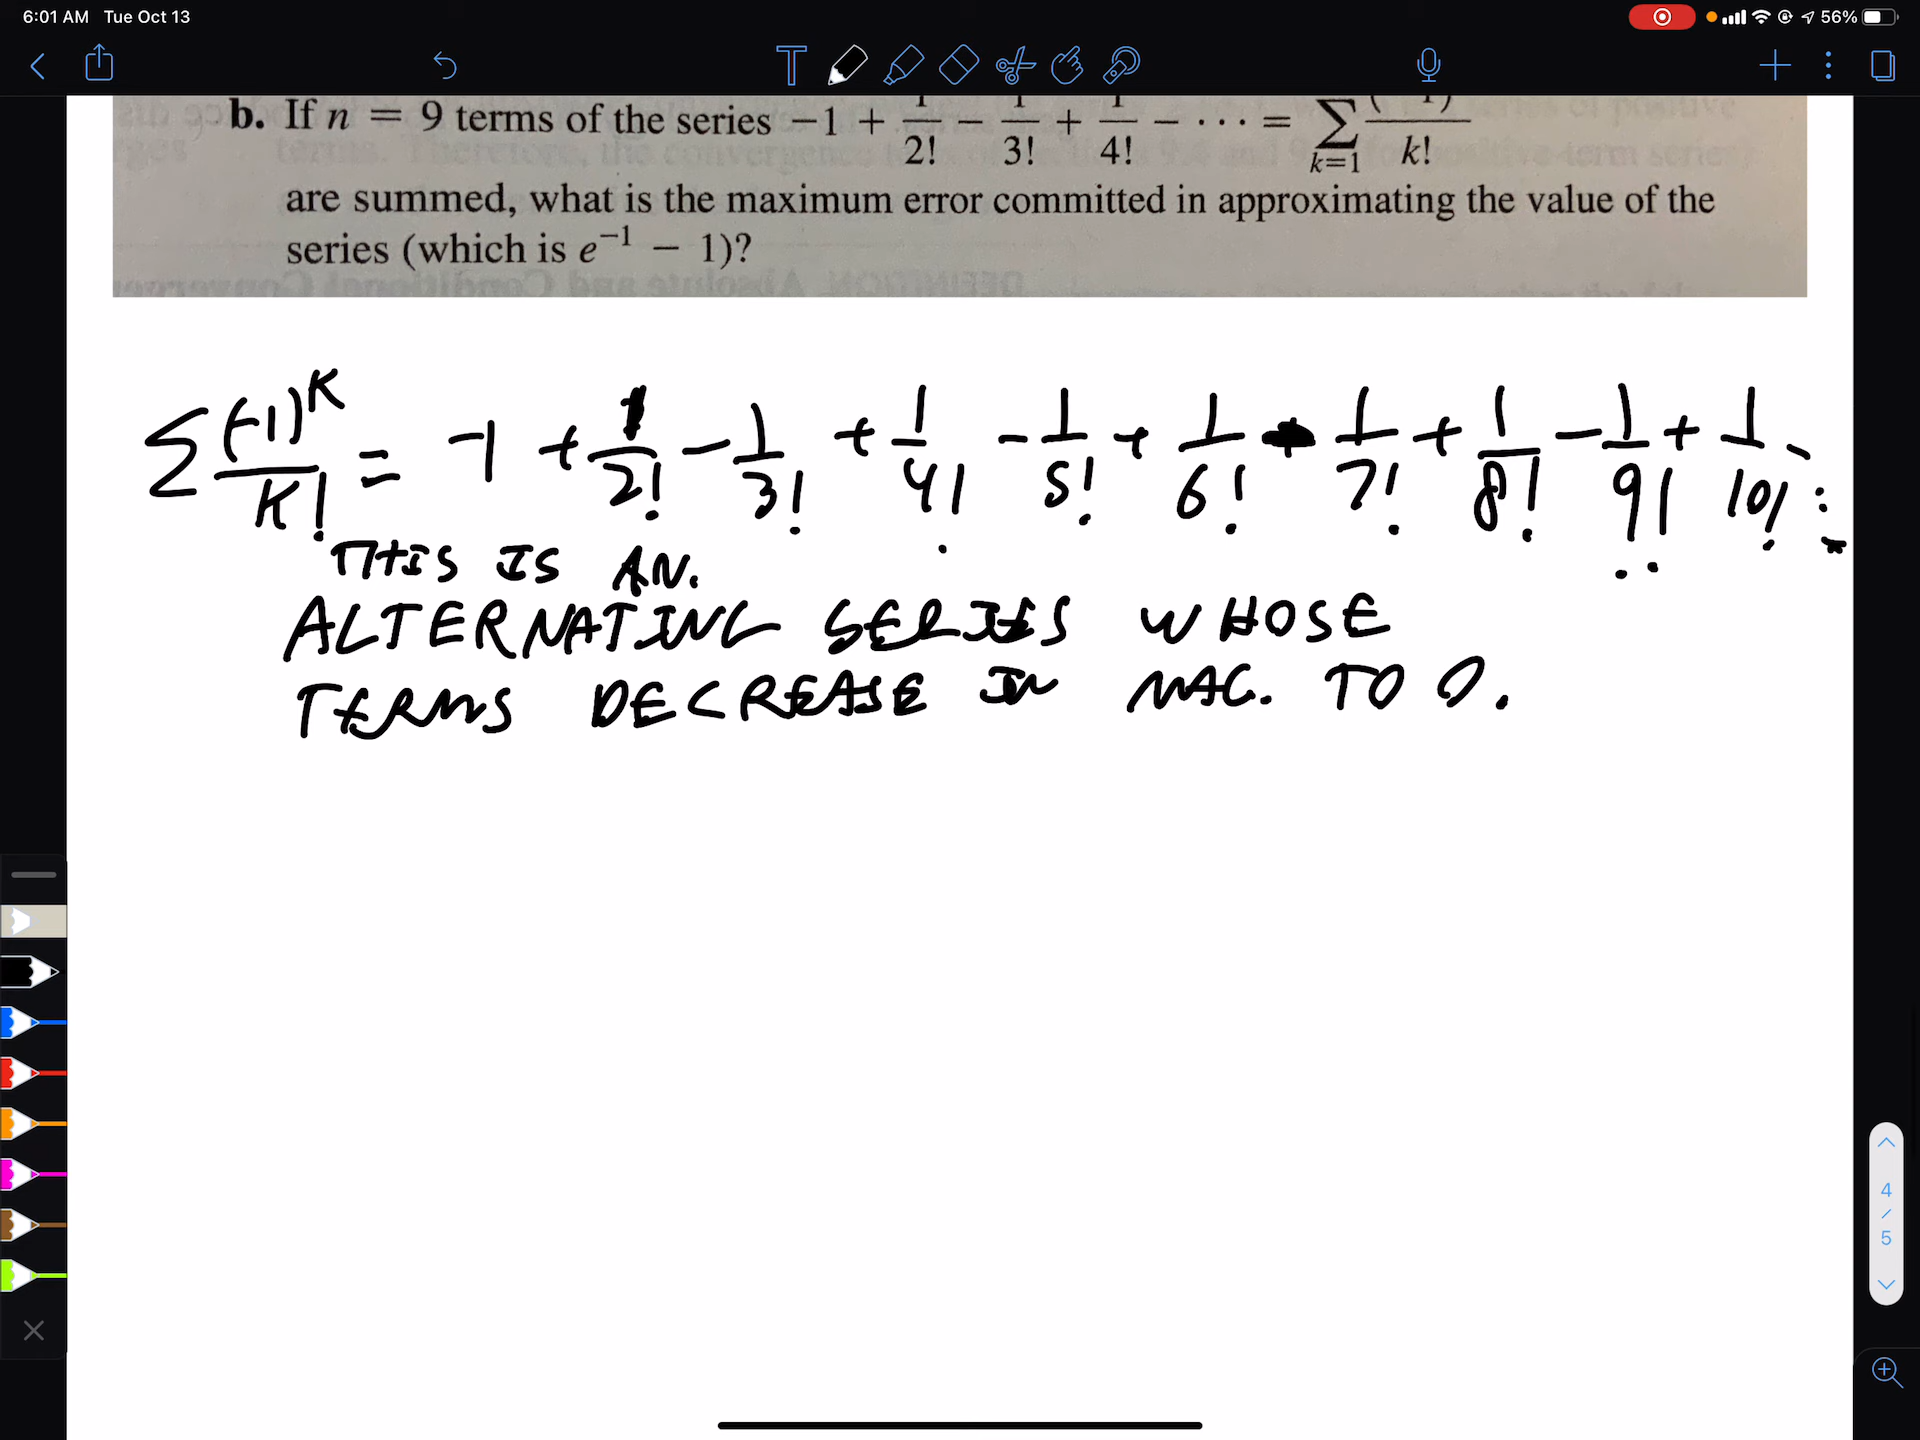 6:01 AM Tue Oct 13
56%
b. If n = 9 terms of the series −1 + 1/2! − 1/3! + 1/4! − ··· = Σ k=1 /k!
are summed, what is the maximum error committed in approximating the value of the
series (which is e⁻¹ − 1)?
Σ (-1)^K/K! = -1 + 1/2! - 1/3! + 1/4! - 1/5! + 1/6! - 1/7! + 1/8! - 1/9! + 1/10! -
THIS IS AN.
ALTERNATING SERIES WHOSE
TERMS DECREASE IN MAG. TO 0.
4
/
5